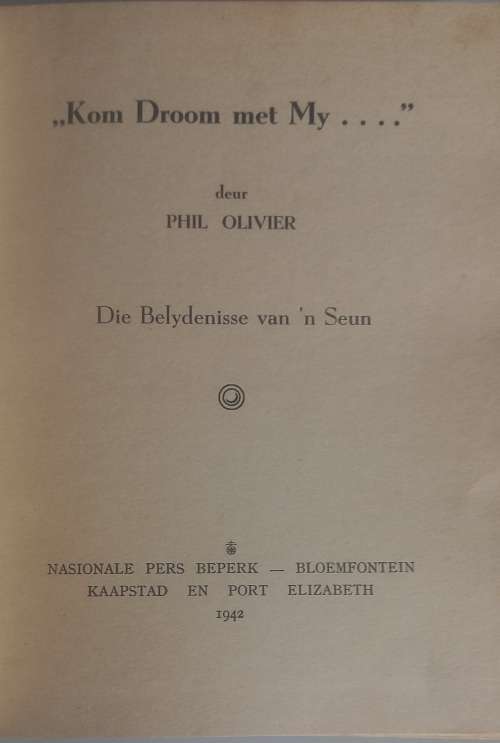 „Kom Droom met My . . . .”
deur
PHIL OLIVIER
Die Belydenisse van 'n Seun
NASIONALE PERS BEPERK — BLOEMFONTEIN
KAAPSTAD EN PORT ELIZABETH
1942